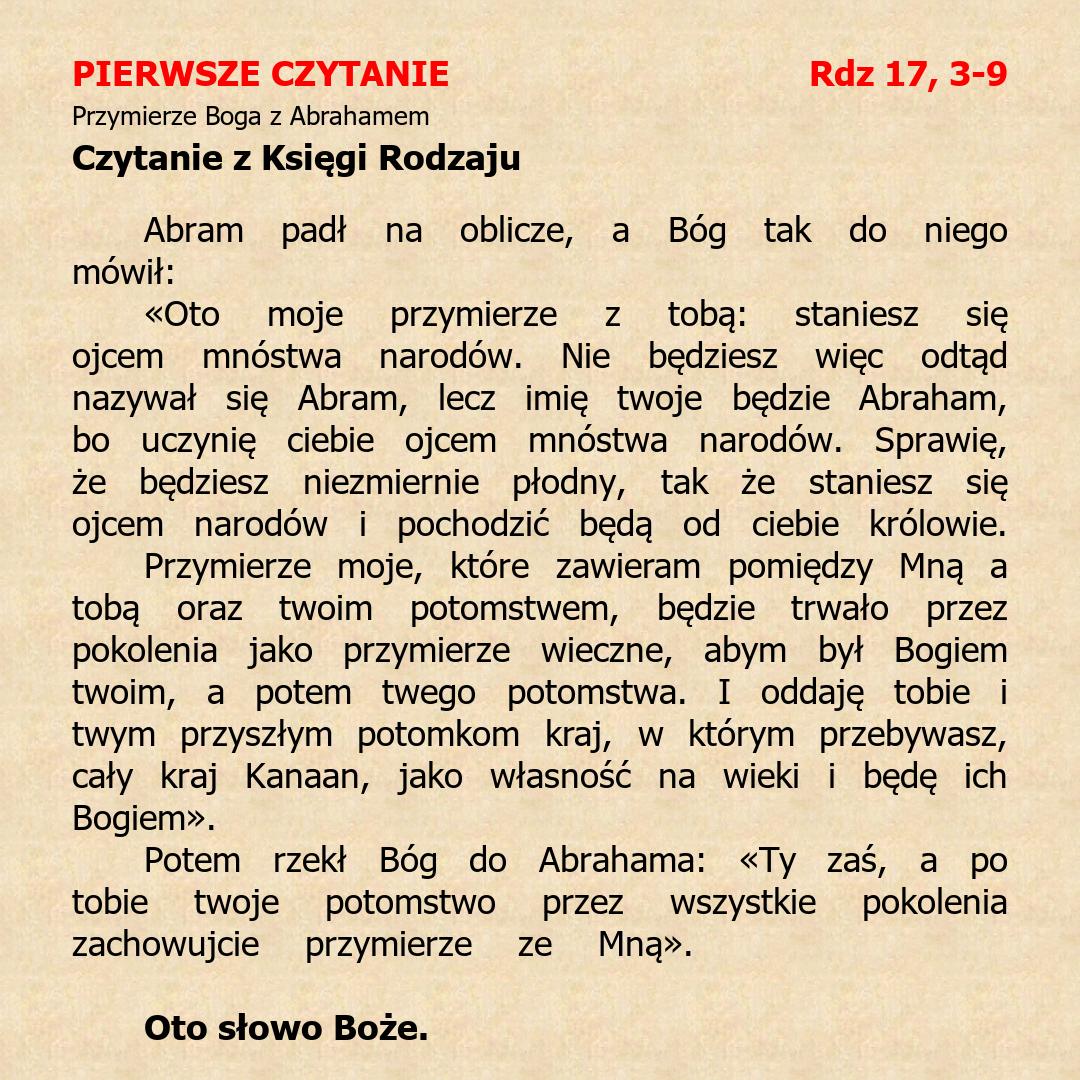 PIERWSZE CZYTANIE Rdz 17, 3-9
Przymierze Boga z Abrahamem
Czytanie z Księgi Rodzaju
Abram padł na oblicze, a Bóg tak do niego
mówił:
«Oto moje przymierze z tobą: staniesz się
ojcem mnóstwa narodów. Nie będziesz więc odtąd
nazywał się Abram, lecz imię twoje będzie Abraham,
bo uczynię ciebie ojcem mnóstwa narodów. Sprawię,
że będziesz niezmiernie płodny, tak że staniesz się
ojcem narodów i pochodzić będą od ciebie królowie.
Przymierze moje, które zawieram pomiędzy Mną a
tobą oraz twoim potomstwem, będzie trwało przez
pokolenia jako przymierze wieczne, abym był Bogiem
twoim, a potem twego potomstwa. I oddaję tobie i
twym przyszłym potomkom kraj, w którym przebywasz,
cały kraj Kanaan, jako własność na wieki i będę ich
Bogiem».
Potem rzekł Bóg do Abrahama: «Ty zaś, a po
tobie twoje potomstwo przez wszystkie pokolenia
zachowujcie przymierze ze Mną».
Oto słowo Boże.